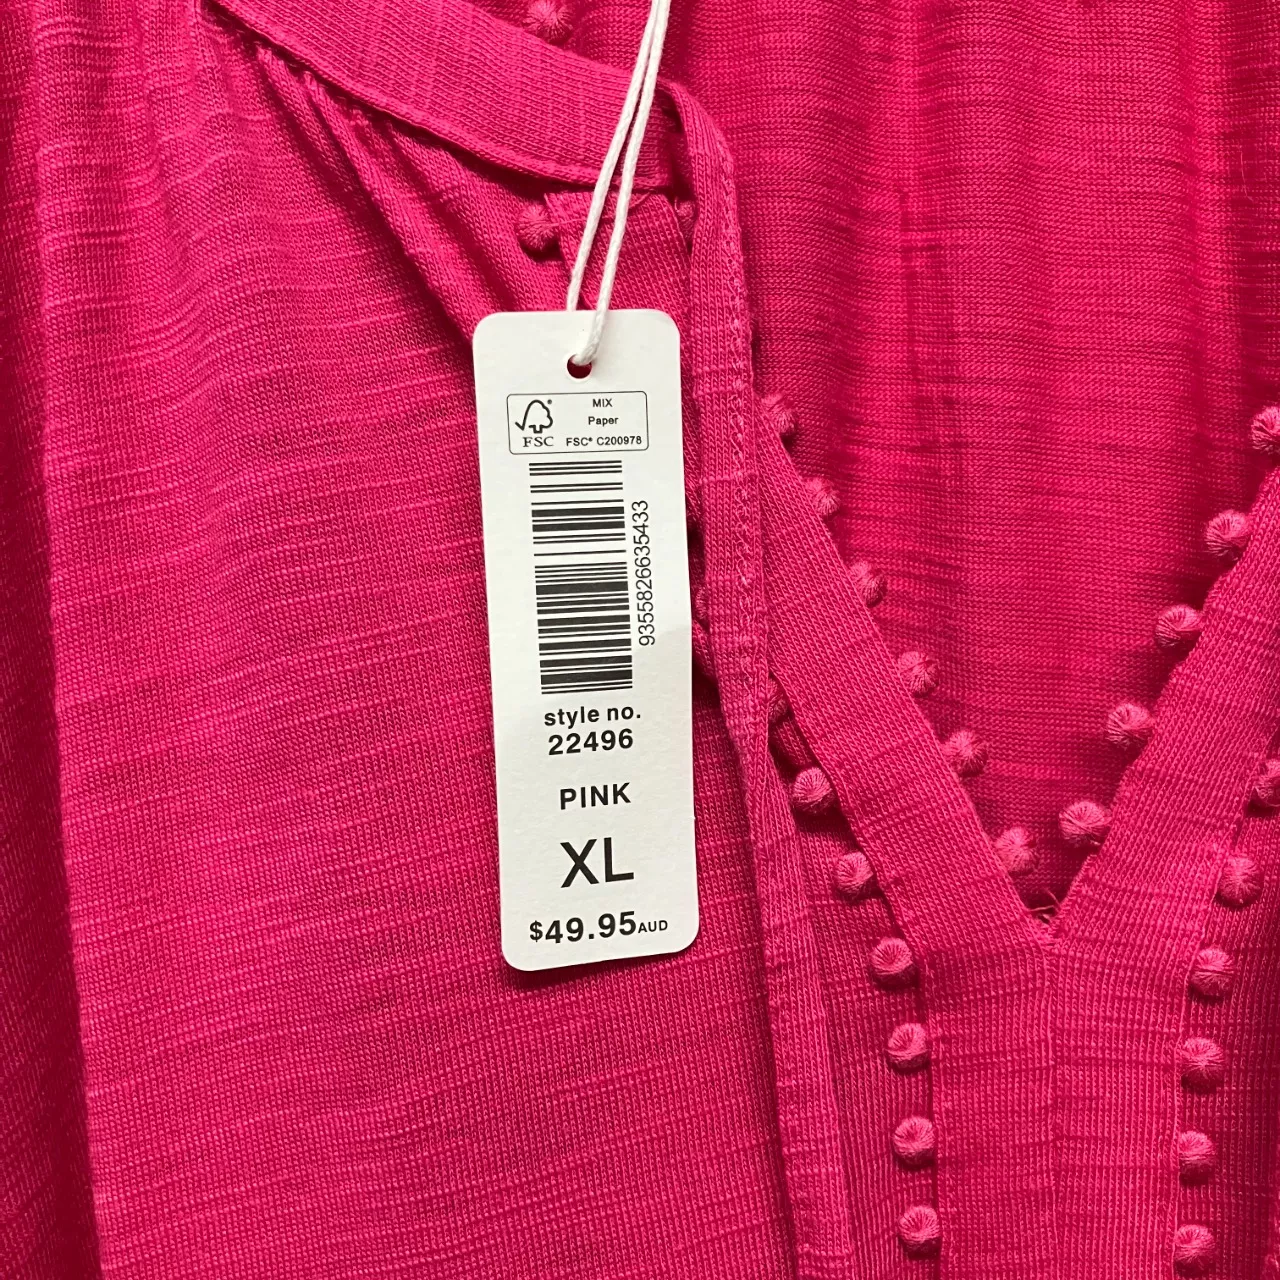 MIX
Paper
FSC FSC® C200978
9355826635433
style no.
22496
PINK
XL
$49.95AUD